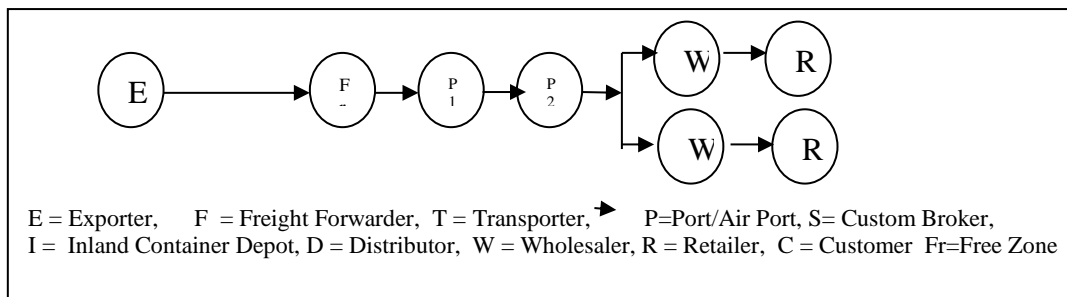 W R
E F P 1 P 2
W R
E = Exporter, F = Freight Forwarder, T = Transporter, P=Port/Air Port, S= Custom Broker,
I = Inland Container Depot, D = Distributor, W = Wholesaler, R = Retailer, C = Customer Fr=Free Zone